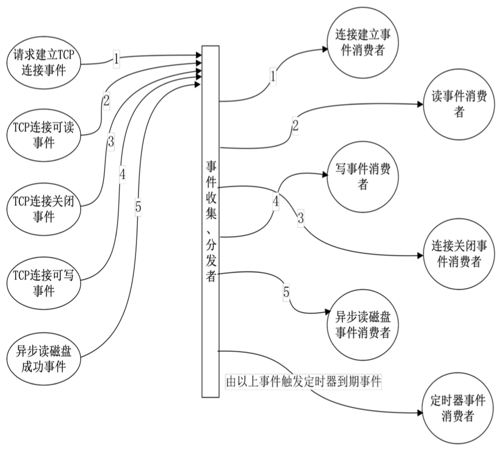 请求建立TCP
连接事件
TCP连接可读
事件
TCP连接关闭
事件
TCP连接可写
事件
异步读磁盘
成功事件
1
2
3
4
5
事件收集、分发者
1
2
4
3
5
由以上事件触发定时器到期事件
连接建立事
件消费者
读事件消费
者
写事件消费
者
连接关闭事
件消费者
异步读磁盘
事件消费者
定时器事件
消费者